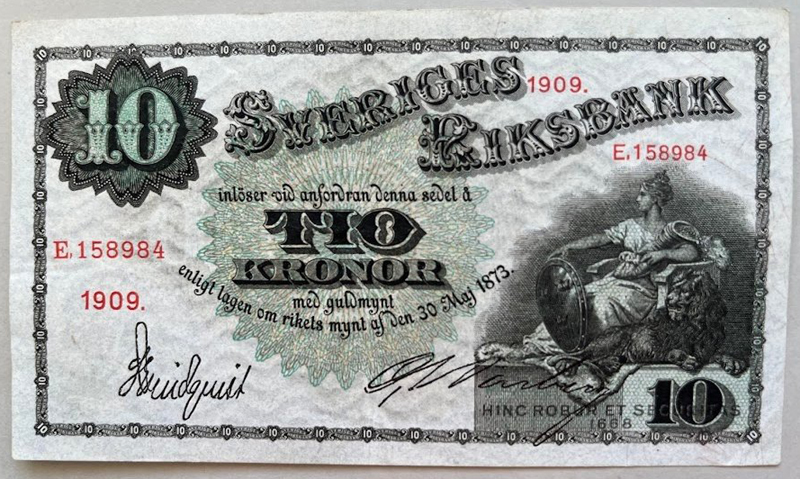 10
SVERIGES
RIKSBANK
1909.
E,158984
inlöser vid anfordran denna sedel å
TIO
KRONOR
med guldmynt
enligt lagen om rikets mynt af den 30 Maj 1873.
E,158984
1909.
HINC ROBUR ET SECURITAS
1668
10